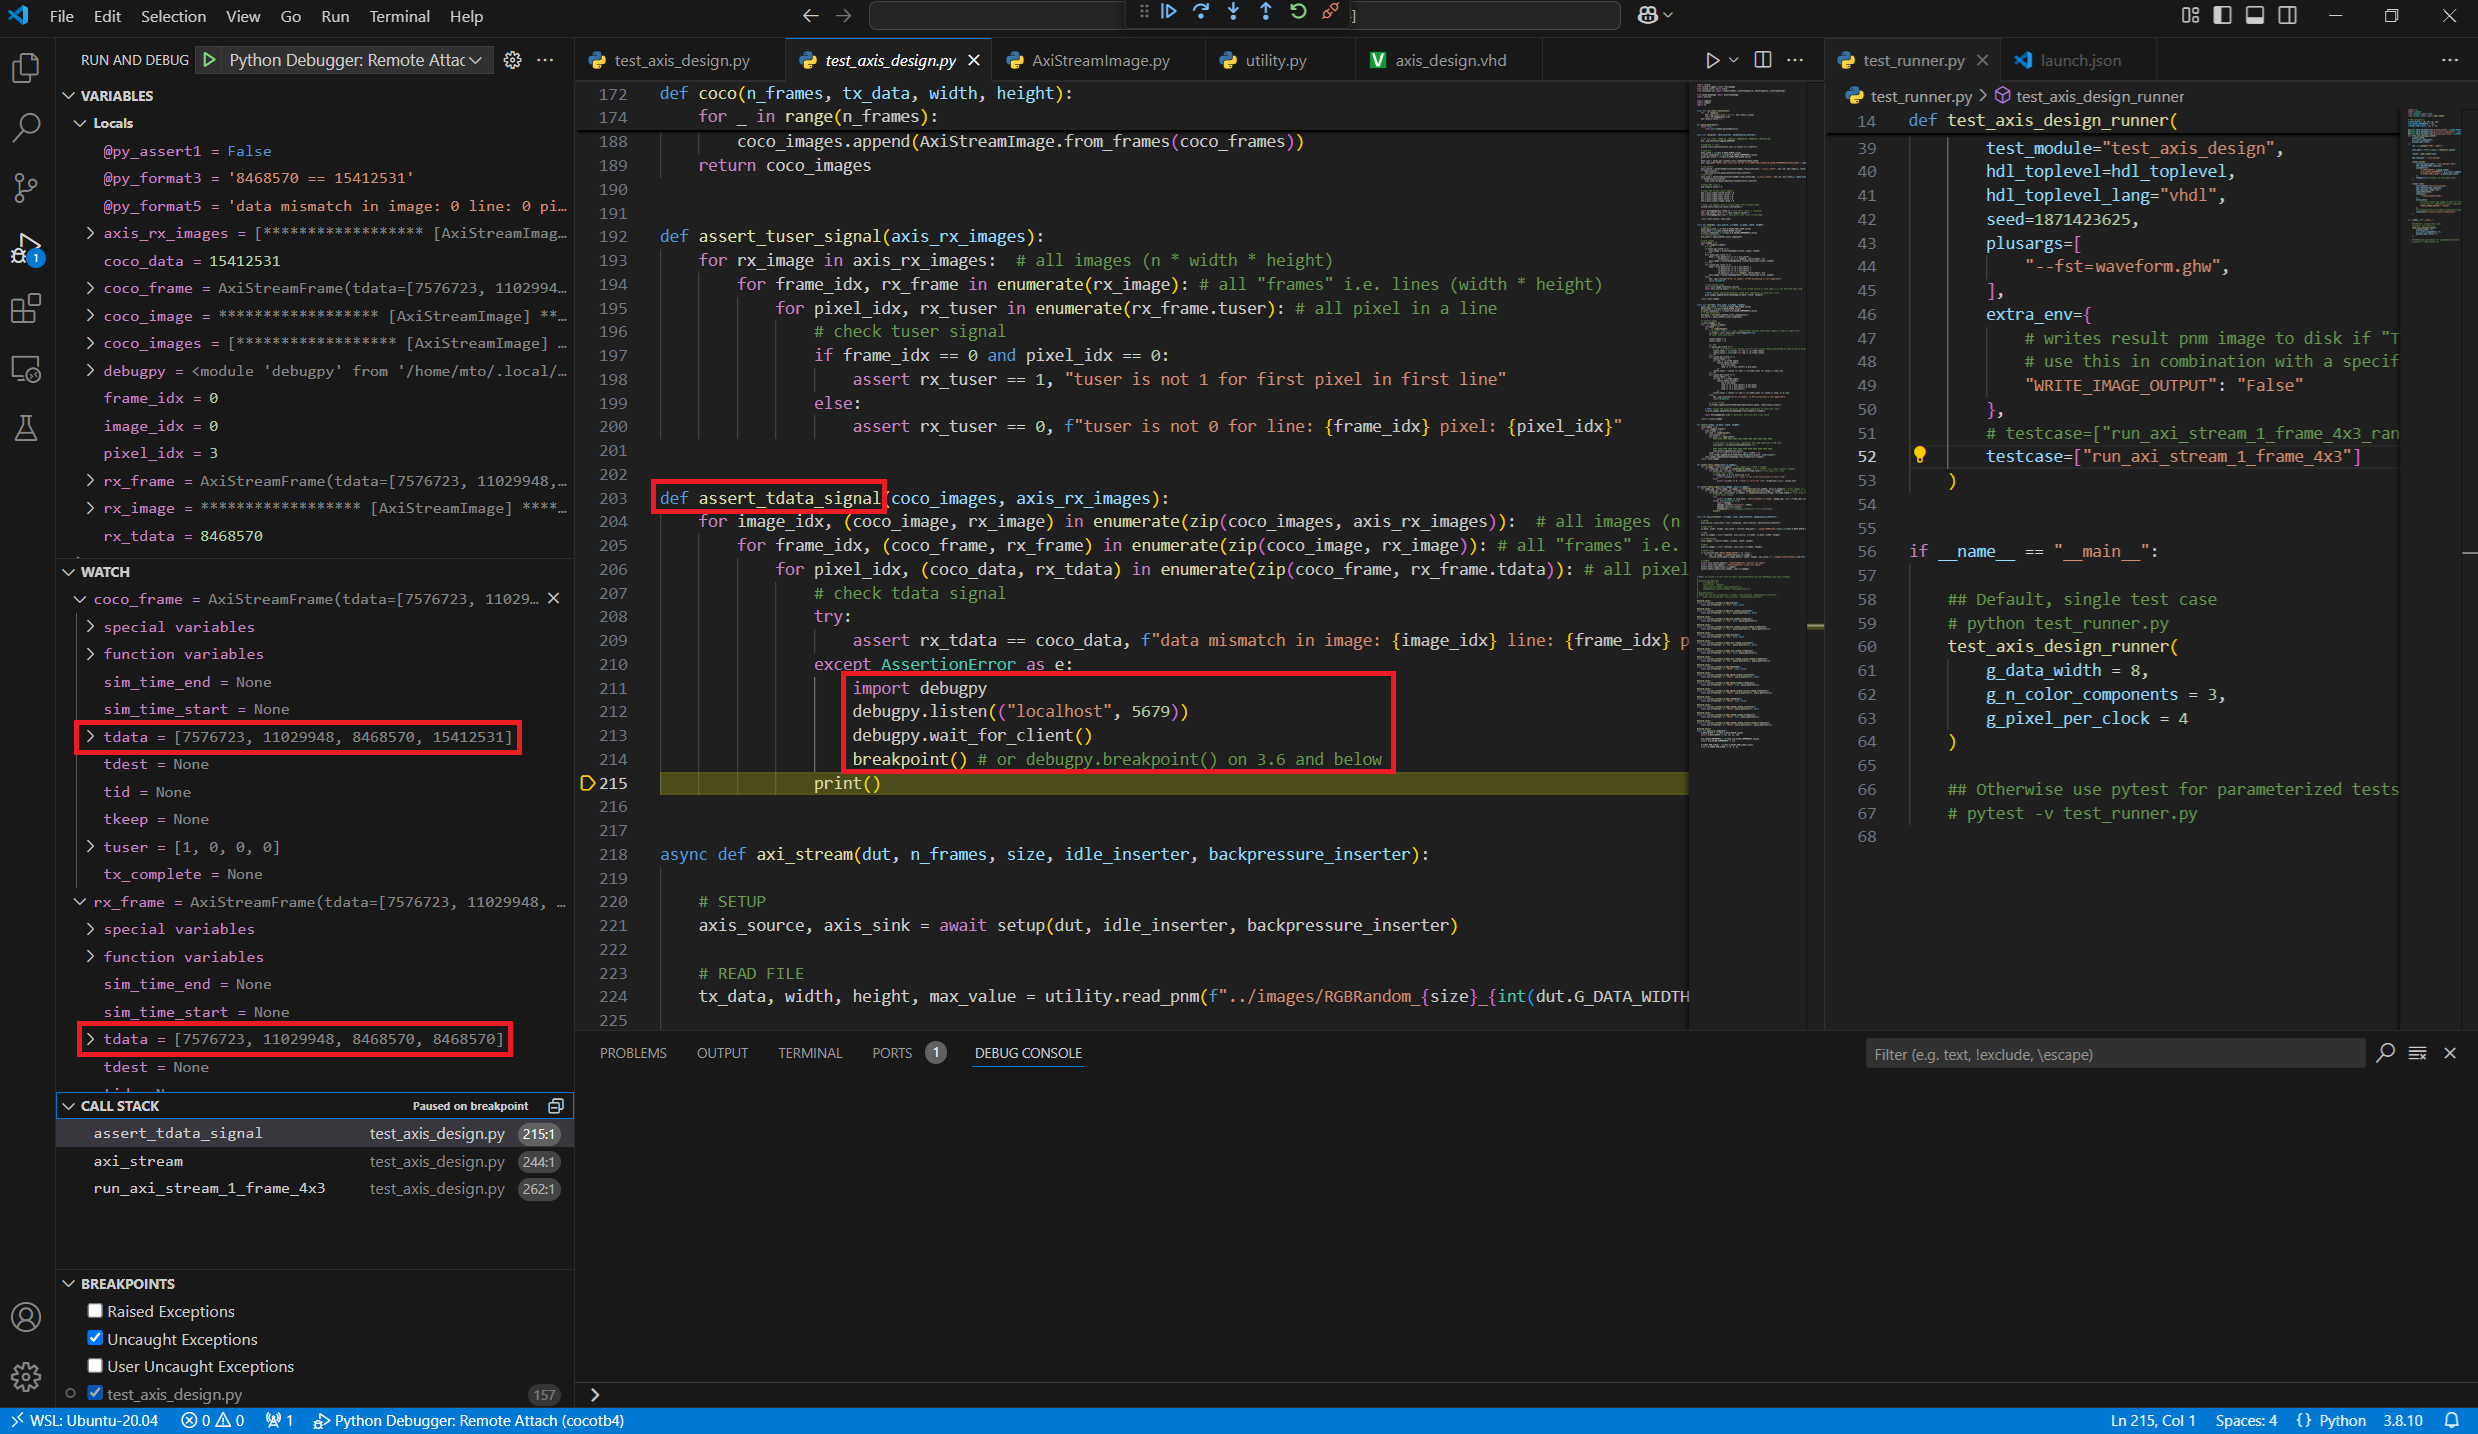 File Edit Selection View Go Run Terminal Help
RUN AND DEBUG Python Debugger: Remote Attac
VARIABLES
Locals
@py_assert1 = False
@py_format3 = '8468570 == 15412531'
@py_format5 = 'data mismatch in image: 0 line: 0 pi…
axis_rx_images = [****************** [AxiStreamImag…
coco_data = 15412531
coco_frame = AxiStreamFrame(tdata=[7576723, 1102994…
coco_image = ****************** [AxiStreamImage] **…
coco_images = [****************** [AxiStreamImage] …
debugpy = <module 'debugpy' from '/home/mto/.local/…
frame_idx = 0
image_idx = 0
pixel_idx = 3
rx_frame = AxiStreamFrame(tdata=[7576723, 11029948,…
rx_image = ****************** [AxiStreamImage] ****…
rx_tdata = 8468570
WATCH
coco_frame = AxiStreamFrame(tdata=[7576723, 11029…
special variables
function variables
sim_time_end = None
sim_time_start = None
tdata = [7576723, 11029948, 8468570, 15412531]
tdest = None
tid = None
tkeep = None
tuser = [1, 0, 0, 0]
tx_complete = None
rx_frame = AxiStreamFrame(tdata=[7576723, 11029948, …
special variables
function variables
sim_time_end = None
sim_time_start = None
tdata = [7576723, 11029948, 8468570, 8468570]
tdest = None
CALL STACK Paused on breakpoint
assert_tdata_signal test_axis_design.py 215:1
axi_stream test_axis_design.py 244:1
run_axi_stream_1_frame_4x3 test_axis_design.py 262:1
BREAKPOINTS
Raised Exceptions
Uncaught Exceptions
User Uncaught Exceptions
test_axis_design.py 157
test_axis_design.py test_axis_design.py AxiStreamImage.py utility.py axis_design.vhd
172 def coco(n_frames, tx_data, width, height):
174 for _ in range(n_frames):
188 coco_images.append(AxiStreamImage.from_frames(coco_frames))
189 return coco_images
190
191
192 def assert_tuser_signal(axis_rx_images):
193 for rx_image in axis_rx_images: # all images (n * width * height)
194 for frame_idx, rx_frame in enumerate(rx_image): # all "frames" i.e. lines (width * height)
195 for pixel_idx, rx_tuser in enumerate(rx_frame.tuser): # all pixel in a line
196 # check tuser signal
197 if frame_idx == 0 and pixel_idx == 0:
198 assert rx_tuser == 1, "tuser is not 1 for first pixel in first line"
199 else:
200 assert rx_tuser == 0, f"tuser is not 0 for line: {frame_idx} pixel: {pixel_idx}"
201
202
203 def assert_tdata_signal(coco_images, axis_rx_images):
204 for image_idx, (coco_image, rx_image) in enumerate(zip(coco_images, axis_rx_images)): # all images (n
205 for frame_idx, (coco_frame, rx_frame) in enumerate(zip(coco_image, rx_image)): # all "frames" i.e.
206 for pixel_idx, (coco_data, rx_tdata) in enumerate(zip(coco_frame, rx_frame.tdata)): # all pixel
207 # check tdata signal
208 try:
209 assert rx_tdata == coco_data, f"data mismatch in image: {image_idx} line: {frame_idx} p
210 except AssertionError as e:
211 import debugpy
212 debugpy.listen(("localhost", 5679))
213 debugpy.wait_for_client()
214 breakpoint() # or debugpy.breakpoint() on 3.6 and below
215 print()
216
217
218 async def axi_stream(dut, n_frames, size, idle_inserter, backpressure_inserter):
219
220 # SETUP
221 axis_source, axis_sink = await setup(dut, idle_inserter, backpressure_inserter)
222
223 # READ FILE
224 tx_data, width, height, max_value = utility.read_pnm(f"../images/RGBRandom_{size}_{int(dut.G_DATA_WIDTH
225
test_runner.py launch.json
test_runner.py > test_axis_design_runner
14 def test_axis_design_runner(
39 test_module="test_axis_design",
40 hdl_toplevel=hdl_toplevel,
41 hdl_toplevel_lang="vhdl",
42 seed=1871423625,
43 plusargs=[
44 "--fst=waveform.ghw",
45 ],
46 extra_env={
47 # writes result pnm image to disk if "T
48 # use this in combination with a specif
49 "WRITE_IMAGE_OUTPUT": "False"
50 },
51 # testcase=["run_axi_stream_1_frame_4x3_ran
52 testcase=["run_axi_stream_1_frame_4x3"]
53 )
54
55
56 if __name__ == "__main__":
57
58 ## Default, single test case
59 # python test_runner.py
60 test_axis_design_runner(
61 g_data_width = 8,
62 g_n_color_components = 3,
63 g_pixel_per_clock = 4
64 )
65
66 ## Otherwise use pytest for parameterized tests
67 # pytest -v test_runner.py
68
PROBLEMS OUTPUT TERMINAL PORTS 1 DEBUG CONSOLE
Filter (e.g. text, !exclude, \escape)
WSL: Ubuntu-20.04 0 0 1 Python Debugger: Remote Attach (cocotb4) Ln 215, Col 1 Spaces: 4 {} Python 3.8.10